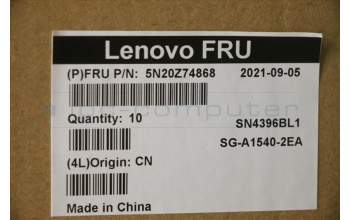 Lenovo FRU
(P)FRU P/N: 5N20Z74868 2021-09-05
Quantity: 10 SN4396BL1
SG-A1540-2EA
(4L)Origin: CN
Made in China